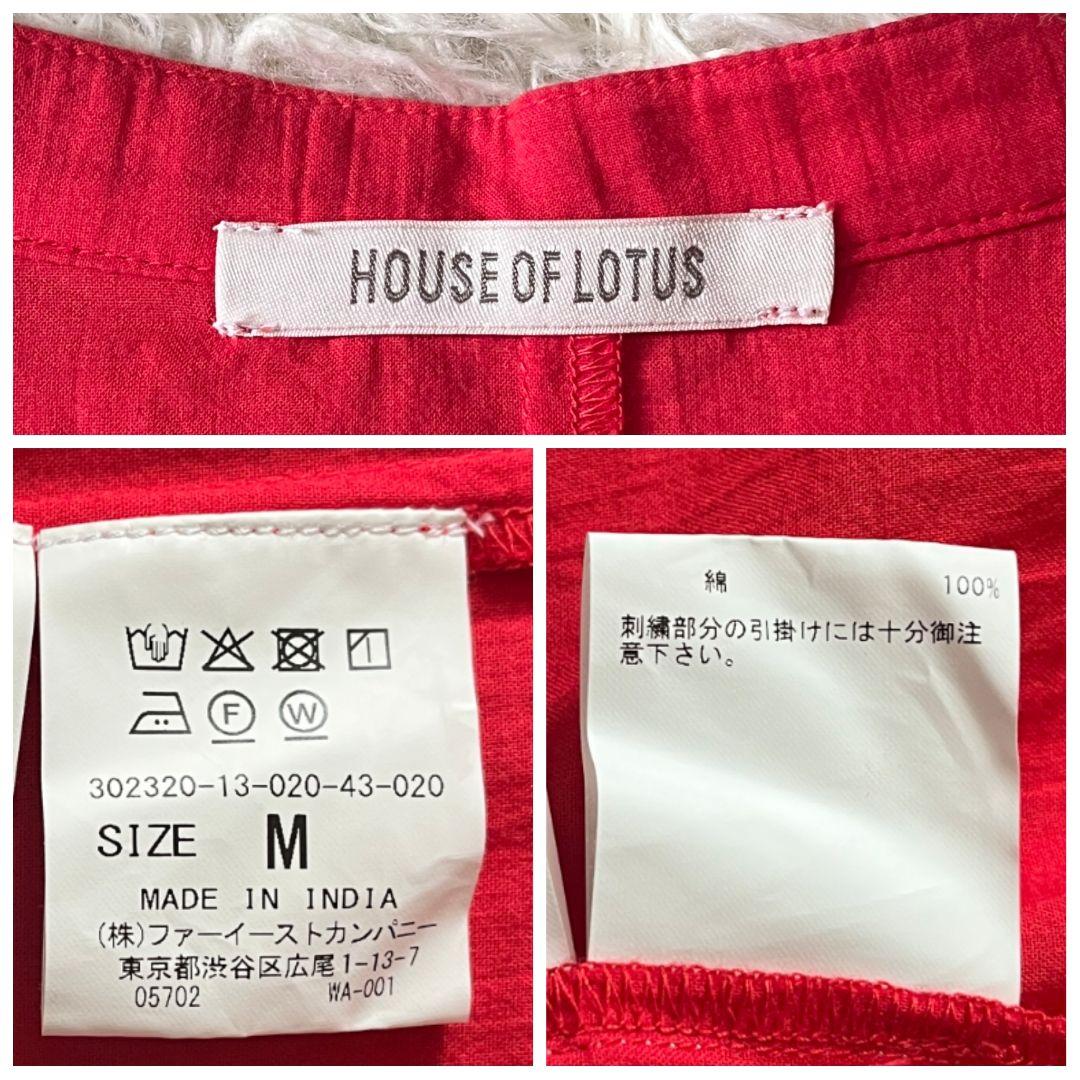 HOUSE OF LOTUS
F W
302320-13-020-43-020
SIZE M
MADE IN INDIA
(株)ファーイーストカンパニー
東京都渋谷区広尾1-13-7
05702 WA-001
綿 100%
刺繍部分の引掛けには十分御注
意下さい。